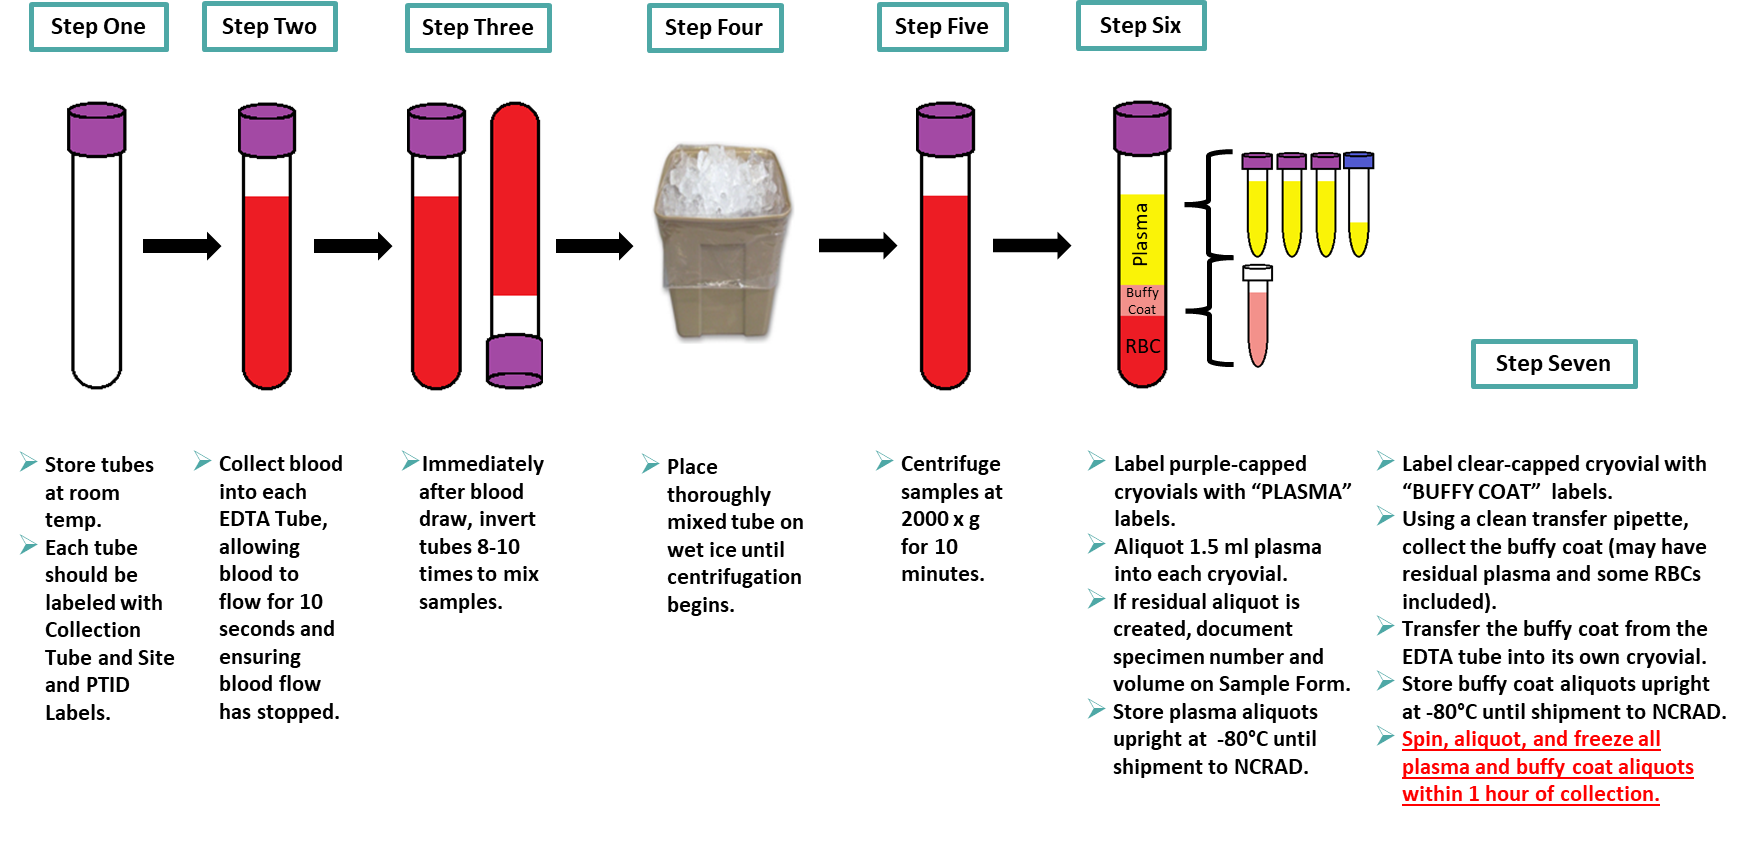 Step One
Store tubes
at room
temp.
Each tube
should be
labeled with
Collection
Tube and Site
and PTID
Labels.
Step Two
Collect blood
into each
EDTA Tube,
allowing
blood to
flow for 10
seconds and
ensuring
blood flow
has stopped.
Step Three
Immediately
after blood
draw, invert
tubes 8-10
times to mix
samples.
Step Four
Place
thoroughly
mixed tube on
wet ice until
centrifugation
begins.
Step Five
Centrifuge
samples at
2000 x g
for 10
minutes.
Step Six
Plasma
Buffy
Coat
RBC
Label purple-capped
cryovials with “PLASMA”
labels.
Aliquot 1.5 ml plasma
into each cryovial.
If residual aliquot is
created, document
specimen number and
volume on Sample Form.
Store plasma aliquots
upright at -80°C until
shipment to NCRAD.
Step Seven
Label clear-capped cryovial with
“BUFFY COAT” labels.
Using a clean transfer pipette,
collect the buffy coat (may have
residual plasma and some RBCs
included).
Transfer the buffy coat from the
EDTA tube into its own cryovial.
Store buffy coat aliquots upright
at -80°C until shipment to NCRAD.
Spin, aliquot, and freeze all
plasma and buffy coat aliquots
within 1 hour of collection.